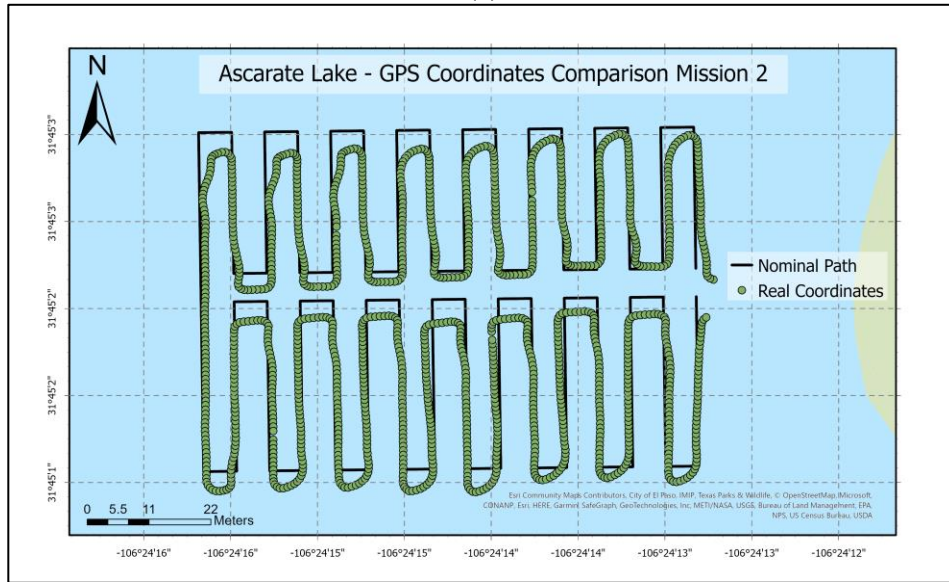 Ascarate Lake - GPS Coordinates Comparison Mission 2
N
31°45'3"
31°45'3"
31°45'2"
31°45'2"
31°45'1"
Nominal Path
Real Coordinates
0 5.5 11 22
Meters
Esri Community Maps Contributors, City of El Paso, IMIP, Texas Parks & Wildlife, © OpenStreetMap, Microsoft,
CONANP, Esri, HERE, Garmin, SafeGraph, GeoTechnologies, Inc, METI/NASA, USGS, Bureau of Land Management, EPA,
NPS, US Census Bureau, USDA
-106°24'16" -106°24'16" -106°24'15" -106°24'15" -106°24'14" -106°24'14" -106°24'13" -106°24'13" -106°24'12"